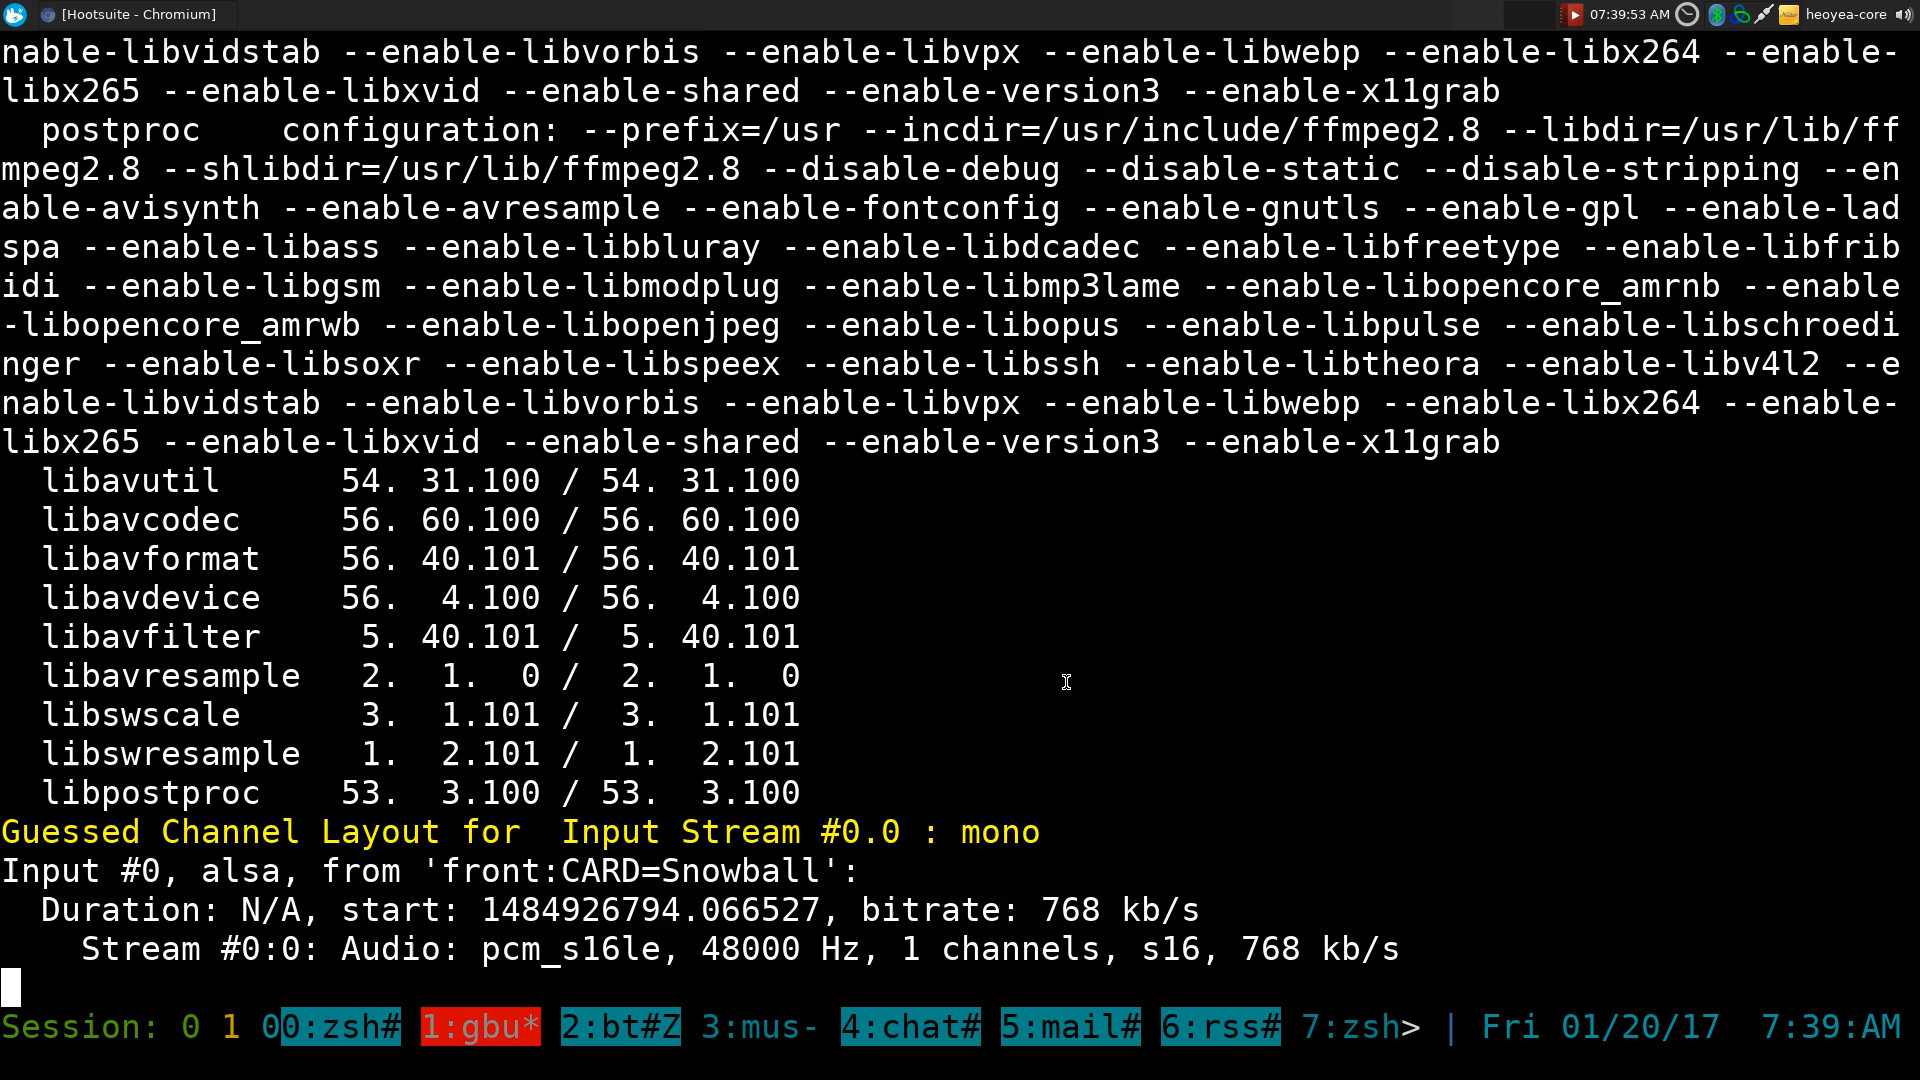 [Hootsuite - Chromium] 07:39:53 AM heoyea-core
nable-libvidstab --enable-libvorbis --enable-libvpx --enable-libwebp --enable-libx264 --enable-
libx265 --enable-libxvid --enable-shared --enable-version3 --enable-x11grab
  postproc    configuration: --prefix=/usr --incdir=/usr/include/ffmpeg2.8 --libdir=/usr/lib/ff
mpeg2.8 --shlibdir=/usr/lib/ffmpeg2.8 --disable-debug --disable-static --disable-stripping --en
able-avisynth --enable-avresample --enable-fontconfig --enable-gnutls --enable-gpl --enable-lad
spa --enable-libass --enable-libbluray --enable-libdcadec --enable-libfreetype --enable-libfrib
idi --enable-libgsm --enable-libmodplug --enable-libmp3lame --enable-libopencore_amrnb --enable
-libopencore_amrwb --enable-libopenjpeg --enable-libopus --enable-libpulse --enable-libschroedi
nger --enable-libsoxr --enable-libspeex --enable-libssh --enable-libtheora --enable-libv4l2 --e
nable-libvidstab --enable-libvorbis --enable-libvpx --enable-libwebp --enable-libx264 --enable-
libx265 --enable-libxvid --enable-shared --enable-version3 --enable-x11grab
  libavutil      54. 31.100 / 54. 31.100
  libavcodec     56. 60.100 / 56. 60.100
  libavformat    56. 40.101 / 56. 40.101
  libavdevice    56.  4.100 / 56.  4.100
  libavfilter     5. 40.101 /  5. 40.101
  libavresample   2.  1.  0 /  2.  1.  0
  libswscale      3.  1.101 /  3.  1.101
  libswresample   1.  2.101 /  1.  2.101
  libpostproc    53.  3.100 / 53.  3.100
Guessed Channel Layout for  Input Stream #0.0 : mono
Input #0, alsa, from 'front:CARD=Snowball':
  Duration: N/A, start: 1484926794.066527, bitrate: 768 kb/s
    Stream #0:0: Audio: pcm_s16le, 48000 Hz, 1 channels, s16, 768 kb/s
Session: 0 1 00:zsh# 1:gbu* 2:bt#Z 3:mus- 4:chat# 5:mail# 6:rss# 7:zsh> | Fri 01/20/17  7:39:AM